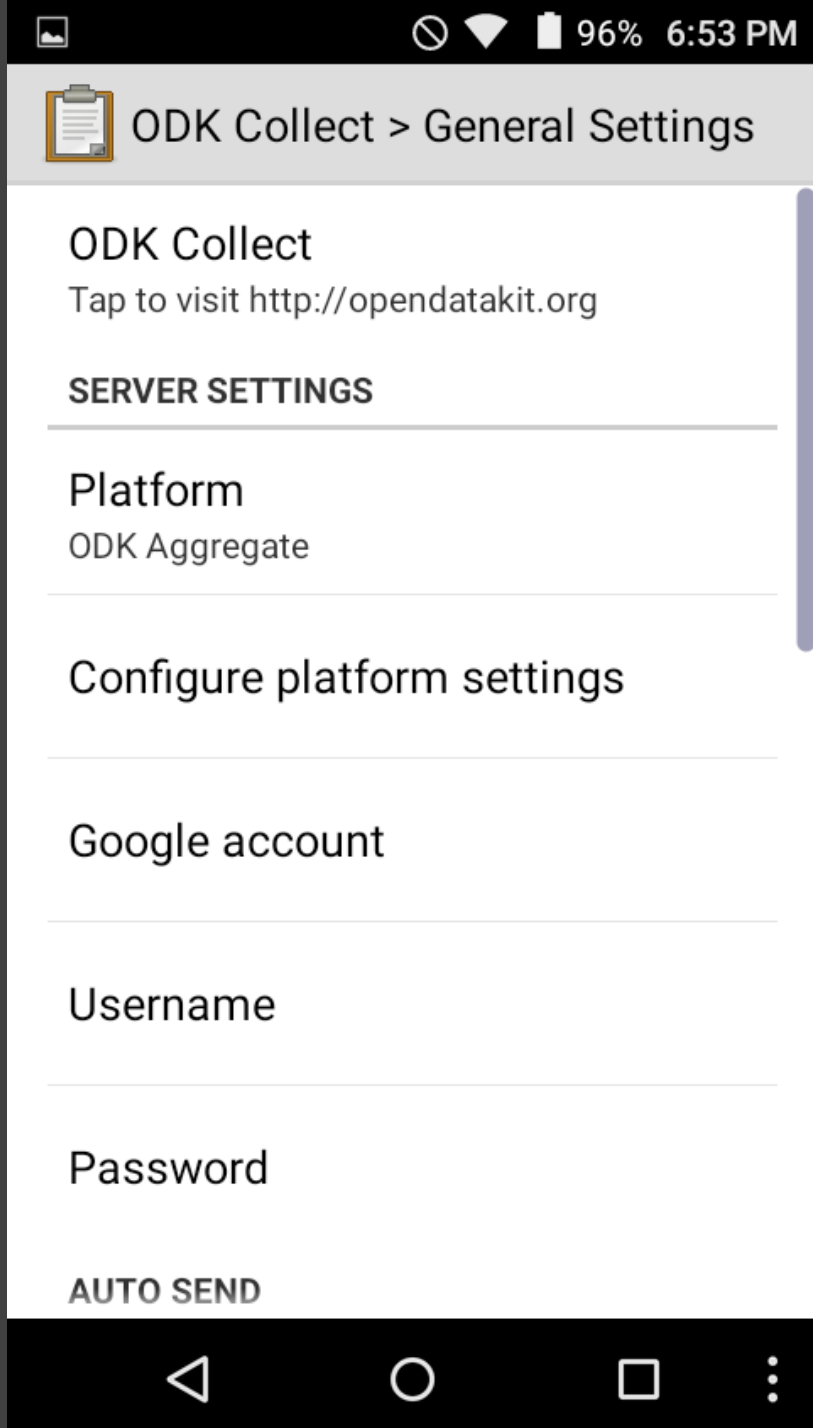 96% 6:53 PM
ODK Collect > General Settings
ODK Collect
Tap to visit http://opendatakit.org
SERVER SETTINGS
Platform
ODK Aggregate
Configure platform settings
Google account
Username
Password
AUTO SEND